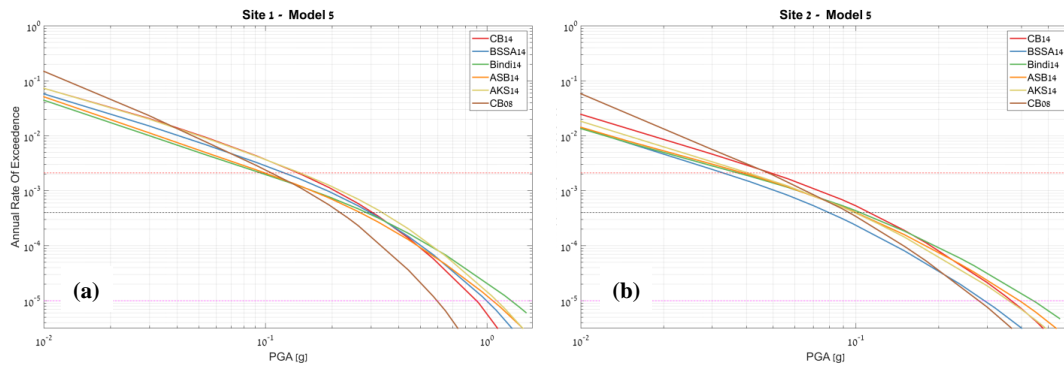 Site 1 - Model 5
10^0
10^-1
10^-2
10^-3
10^-4
10^-5
Annual Rate Of Exceedence
CB14
BSSA14
Bindi14
ASB14
AKS14
CB08
(a)
10^-2
10^-1
10^0
PGA [g]
Site 2 - Model 5
10^0
10^-1
10^-2
10^-3
10^-4
10^-5
CB14
BSSA14
Bindi14
ASB14
AKS14
CB08
(b)
10^-2
10^-1
PGA [g]